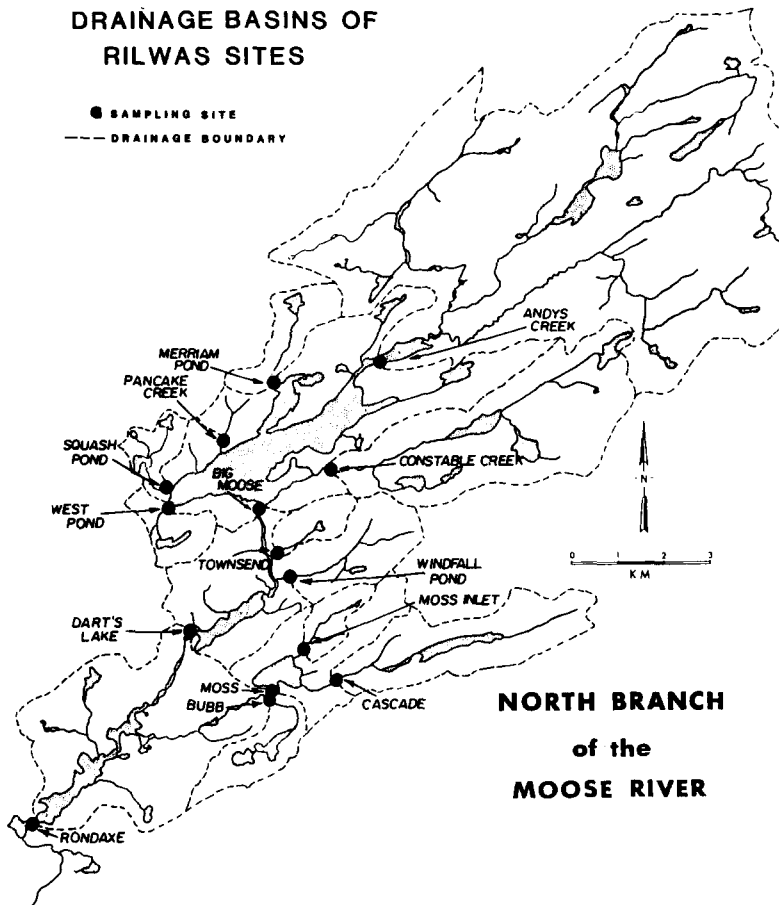 DRAINAGE BASINS OF
RILWAS SITES
SAMPLING SITE
DRAINAGE BOUNDARY
ANDYS
CREEK
MERRIAM
POND
PANCAKE
CREEK
SQUASH
POND
BIG
MOOSE
CONSTABLE CREEK
WEST
POND
N
TOWNSEND
WINDFALL
POND
0 1 2 3
KM
MOSS INLET
DART'S
LAKE
MOSS
BUBB
CASCADE
NORTH BRANCH
of the
MOOSE RIVER
RONDAXE